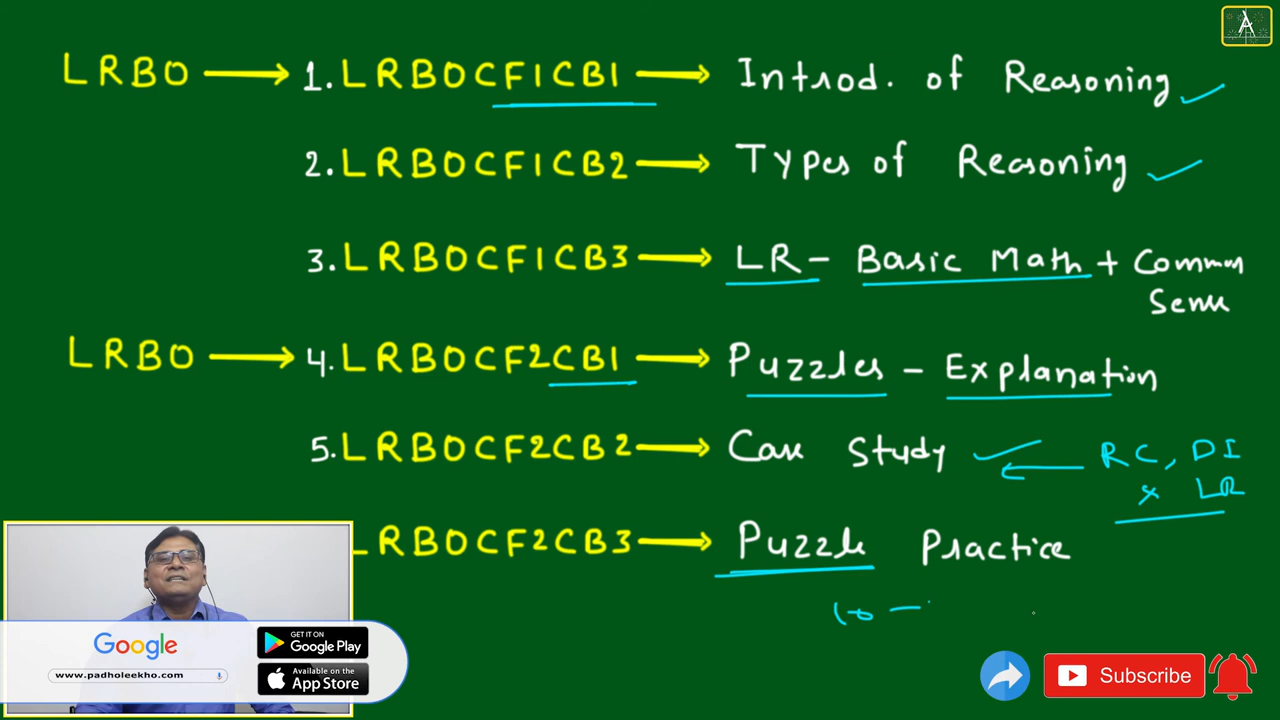 LRBO → 1. LRBOCF1CB1 → Introd. of Reasoning
2. LRBOCF1CB2 → Types of Reasoning
3. LRBOCF1CB3 → LR - Basic Math + Common
Sense
LRBO → 4. LRBOCF2CB1 → Puzzles - Explanation
5. LRBOCF2CB2 → Case Study ← RC, DI
x LR
LRBOCF2CB3 → Puzzle Practice
10 -
Google
www.padholeekho.com
GET IT ON
Google Play
Available on the
App Store
Subscribe